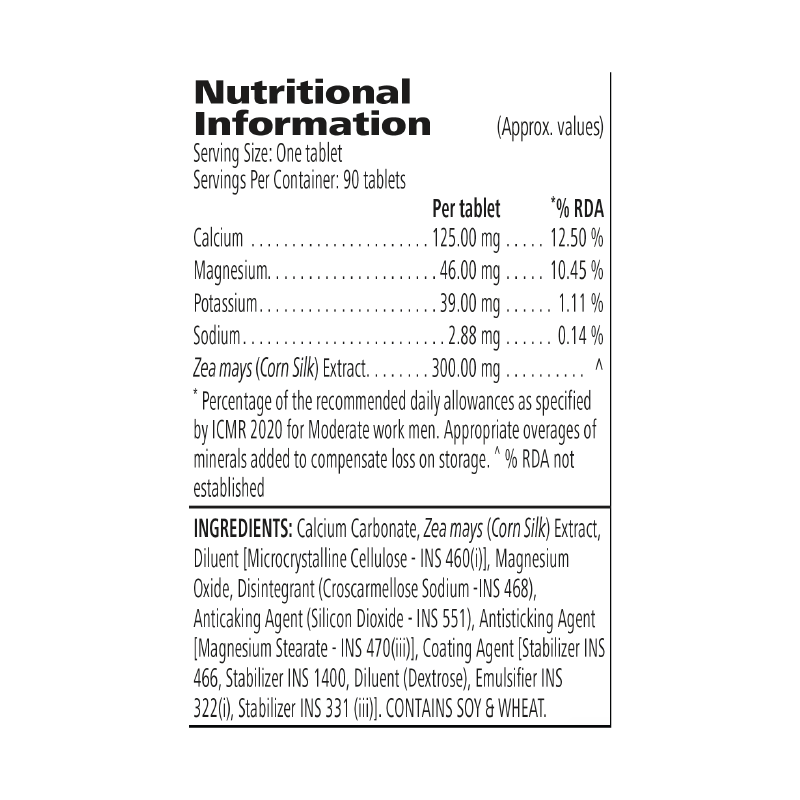 Nutritional
Information (Approx. values)
Serving Size: One tablet
Servings Per Container: 90 tablets
Per tablet *% RDA
Calcium ...................... 125.00 mg ..... 12.50 %
Magnesium..................... 46.00 mg ..... 10.45 %
Potassium...................... 39.00 mg ...... 1.11 %
Sodium......................... 2.88 mg ...... 0.14 %
Zea mays (Corn Silk) Extract........ 300.00 mg .......... ^
* Percentage of the recommended daily allowances as specified
by ICMR 2020 for Moderate work men. Appropriate overages of
minerals added to compensate loss on storage. ^ % RDA not
established
INGREDIENTS: Calcium Carbonate, Zea mays (Corn Silk) Extract,
Diluent [Microcrystalline Cellulose - INS 460(i)], Magnesium
Oxide, Disintegrant (Croscarmellose Sodium -INS 468),
Anticaking Agent (Silicon Dioxide - INS 551), Antisticking Agent
[Magnesium Stearate - INS 470(iii)], Coating Agent [Stabilizer INS
466, Stabilizer INS 1400, Diluent (Dextrose), Emulsifier INS
322(i), Stabilizer INS 331 (iii)]. CONTAINS SOY & WHEAT.